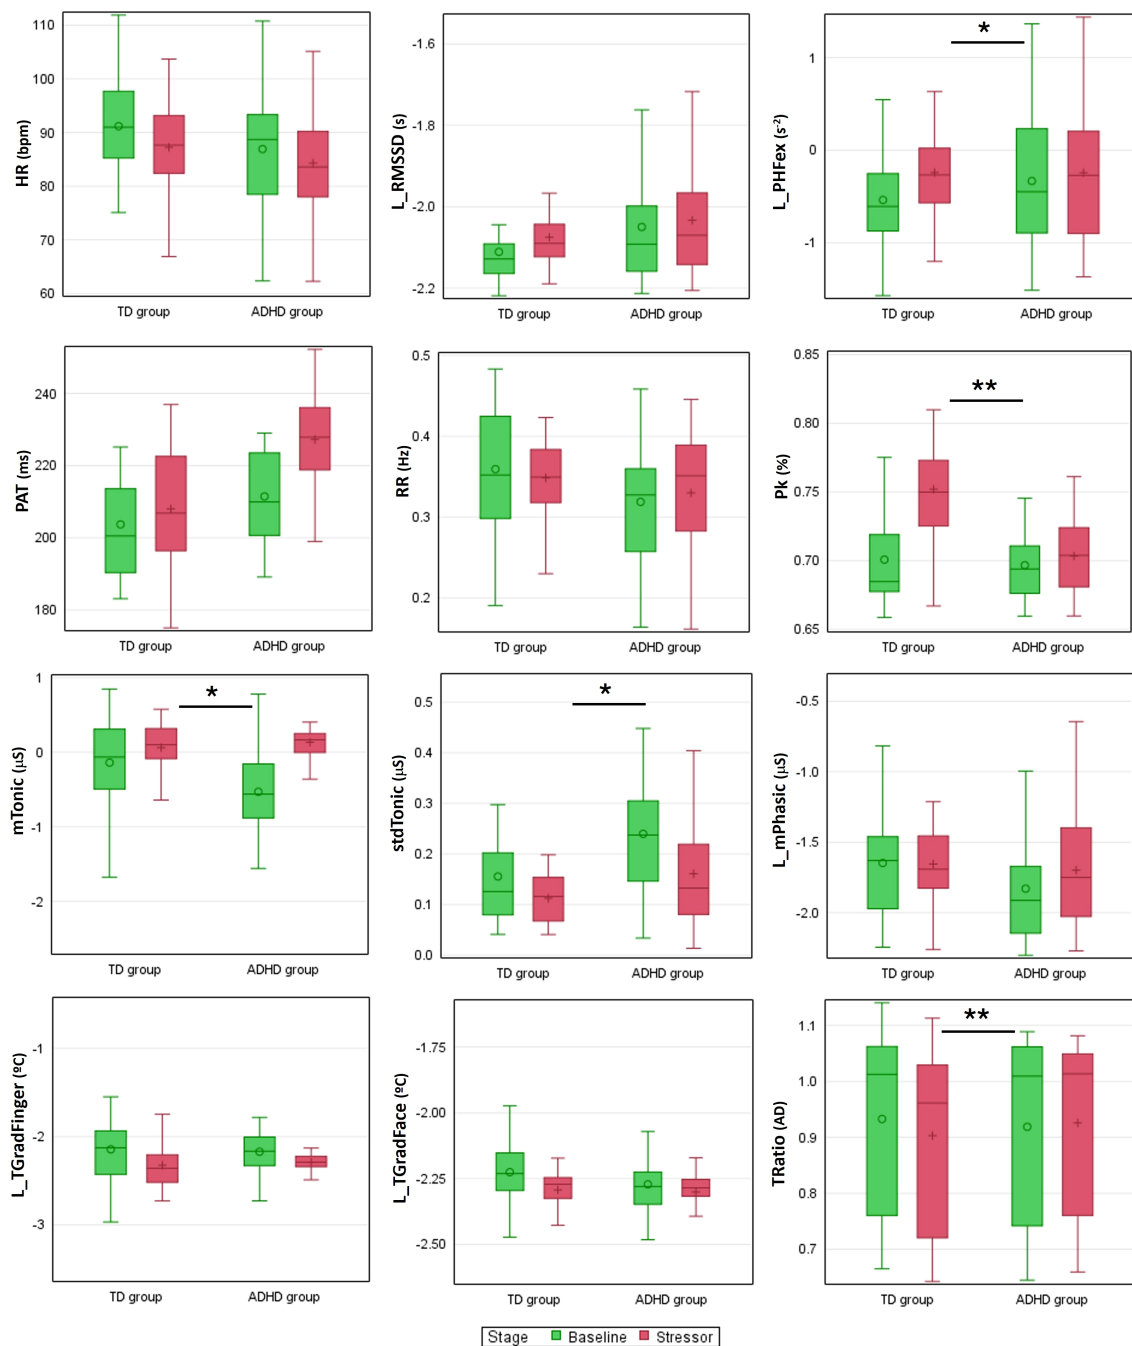 HR (bpm)
110
100
90
80
70
60
TD group
ADHD group
L_RMSSD (s)
-1.6
-1.8
-2.0
-2.2
TD group
ADHD group
L_PHFex (s⁻²)
1
0
-1
*
TD group
ADHD group
PAT (ms)
240
220
200
180
TD group
ADHD group
RR (Hz)
0.5
0.4
0.3
0.2
TD group
ADHD group
Pk (%)
0.85
0.80
0.75
0.70
0.65
**
TD group
ADHD group
mTonic (μS)
1
0
-1
-2
*
TD group
ADHD group
stdTonic (μS)
0.5
0.4
0.3
0.2
0.1
0.0
*
TD group
ADHD group
L_mPhasic (μS)
-0.5
-1.0
-1.5
-2.0
TD group
ADHD group
L_TGradFinger (ºC)
-1
-2
-3
TD group
ADHD group
L_TGradFace (ºC)
-1.75
-2.00
-2.25
-2.50
TD group
ADHD group
TRatio (AD)
1.1
1.0
0.9
0.8
0.7
**
TD group
ADHD group
Stage Baseline Stressor